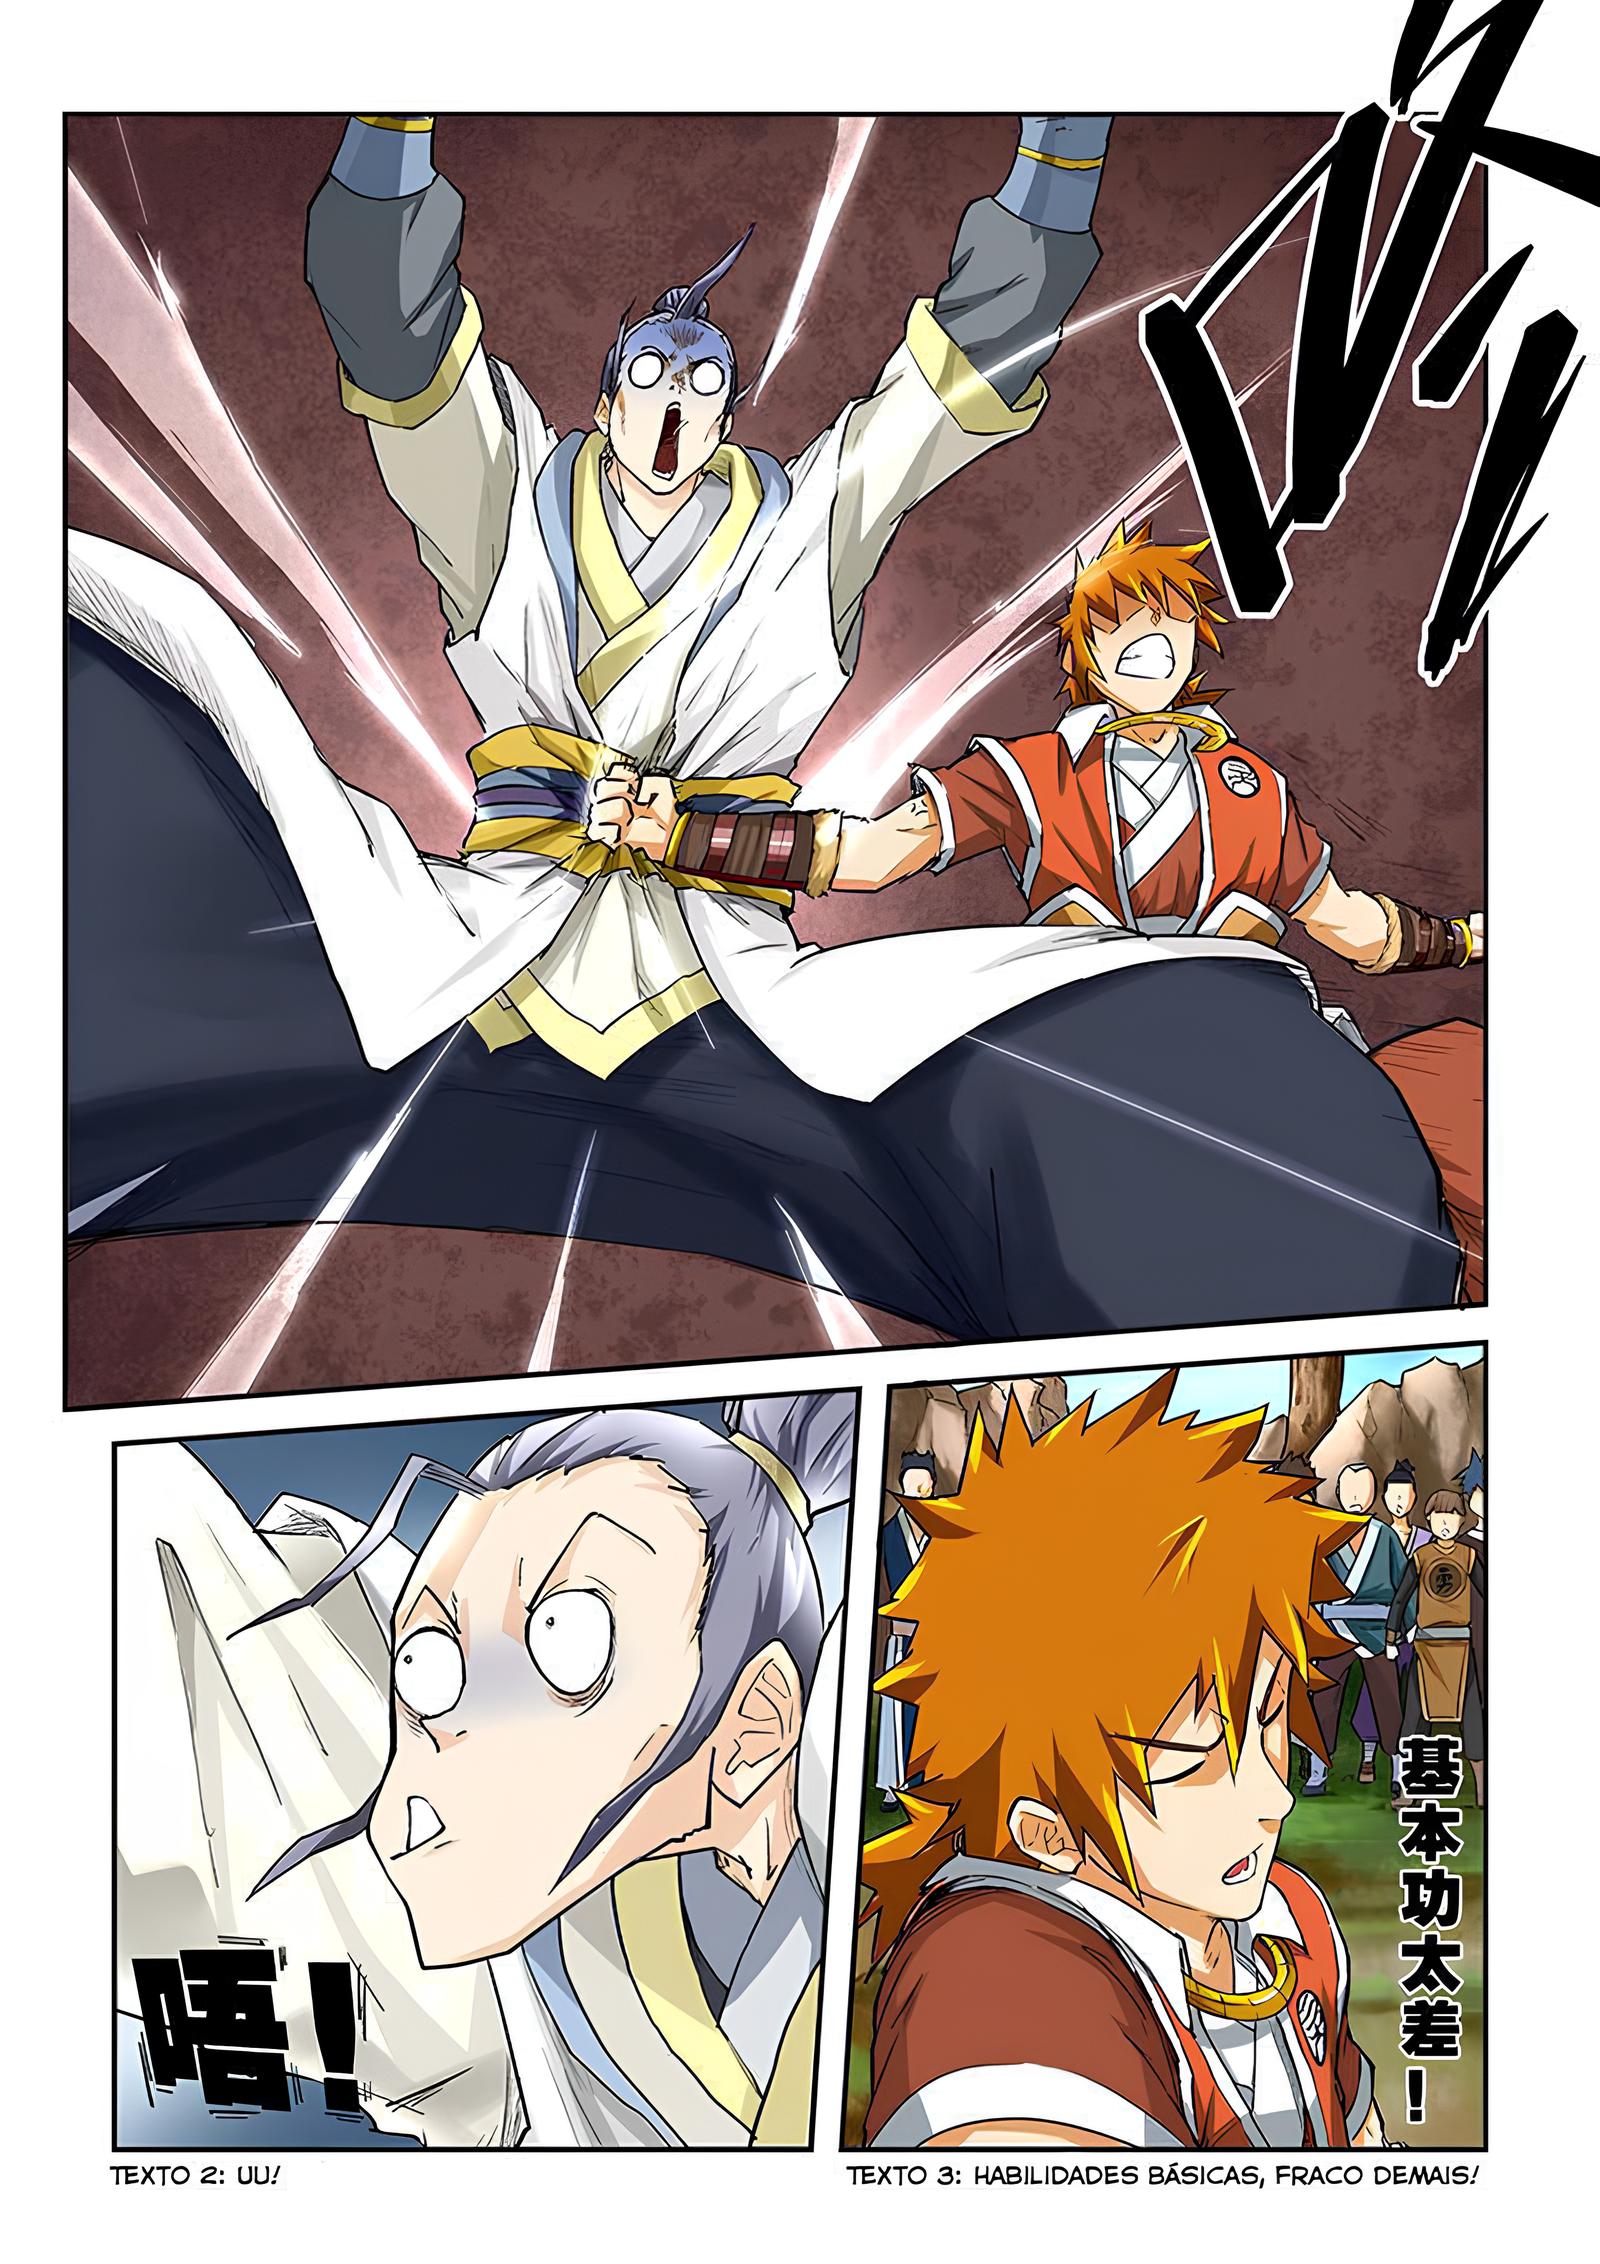 唔！
基本功太差！
TEXTO 2: UU!
TEXTO 3: HABILIDADES BÁSICAS, FRACO DEMAIS!